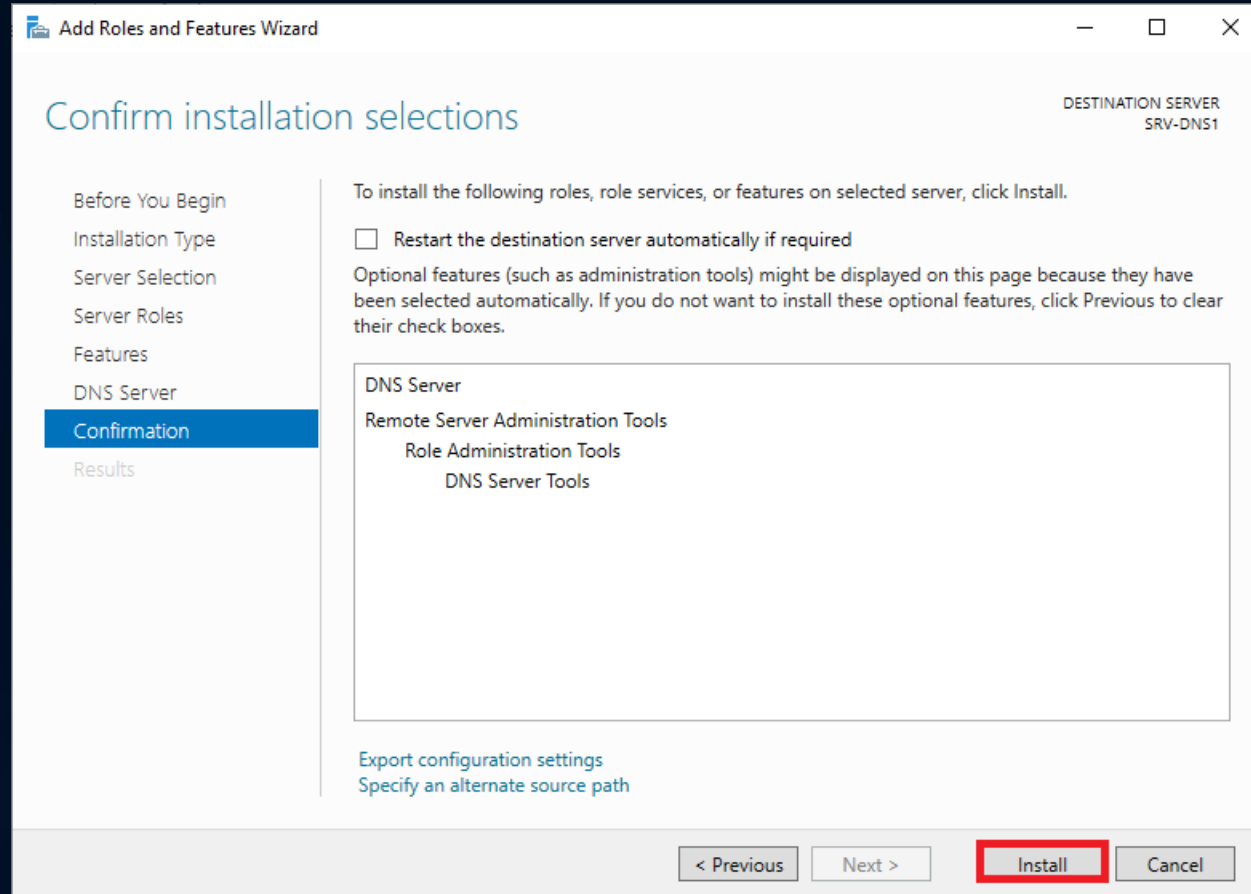 Add Roles and Features Wizard
Confirm installation selections
DESTINATION SERVER
SRV-DNS1
Before You Begin
Installation Type
Server Selection
Server Roles
Features
DNS Server
Confirmation
Results
To install the following roles, role services, or features on selected server, click Install.
Restart the destination server automatically if required
Optional features (such as administration tools) might be displayed on this page because they have
been selected automatically. If you do not want to install these optional features, click Previous to clear
their check boxes.
DNS Server
Remote Server Administration Tools
Role Administration Tools
DNS Server Tools
Export configuration settings
Specify an alternate source path
< Previous
Next >
Install
Cancel